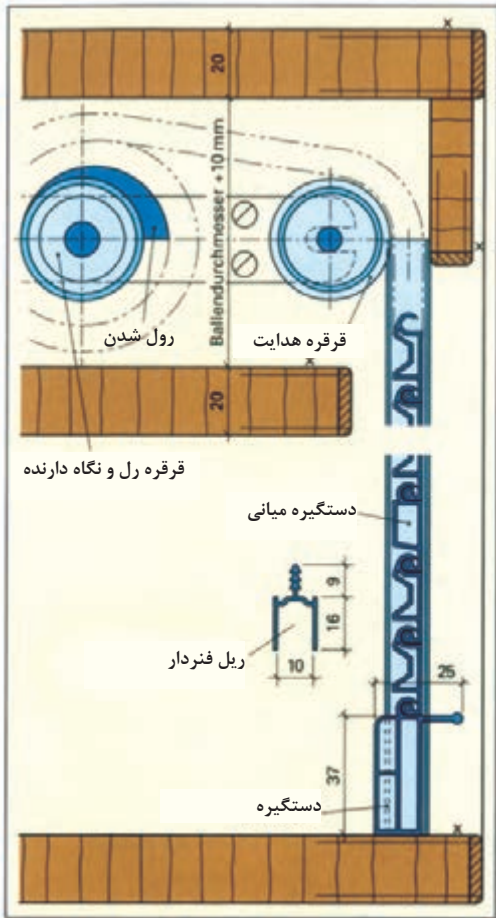 x
20
Ballendurchmesser + 10 mm
x
رول شدن
قرقره هدایت
x
20
قرقره رل و نگاه دارنده
دستگیره میانی
9
16
ریل فنردار
10
25
37
دستگیره
x